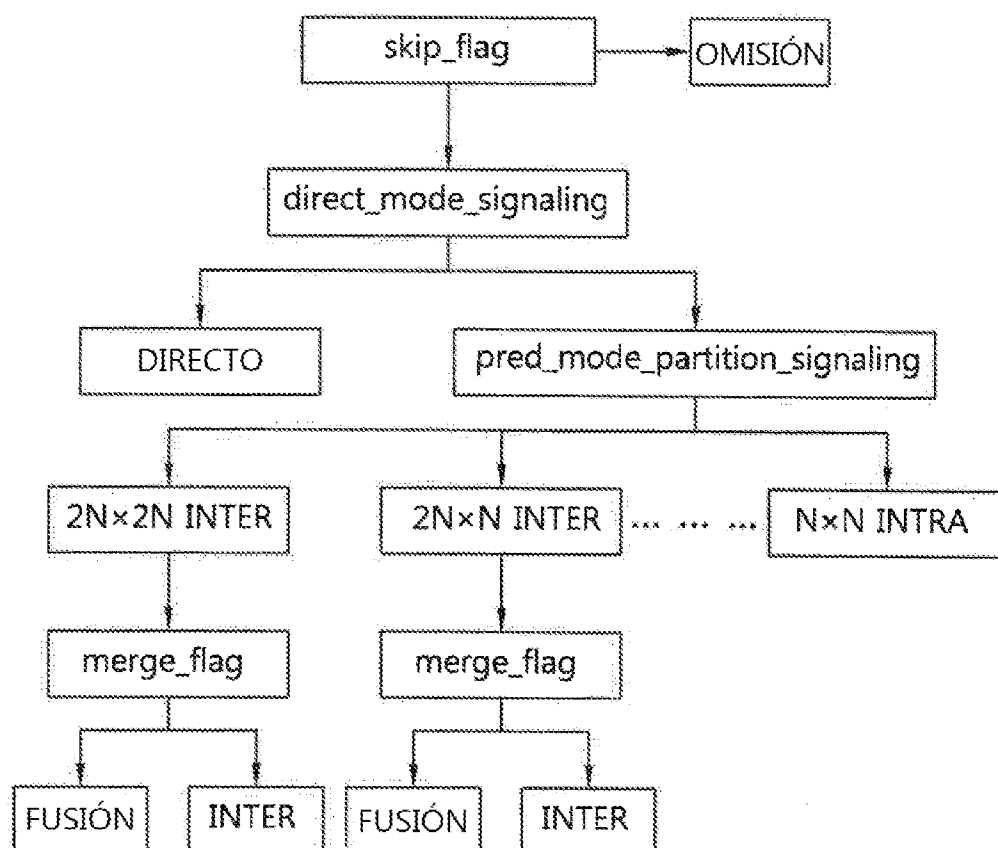 skip_flag
OMISIÓN
direct_mode_signaling
DIRECTO
pred_mode_partition_signaling
2N×2N INTER
2N×N INTER
... ... ...
N×N INTRA
merge_flag
merge_flag
FUSIÓN
INTER
FUSIÓN
INTER